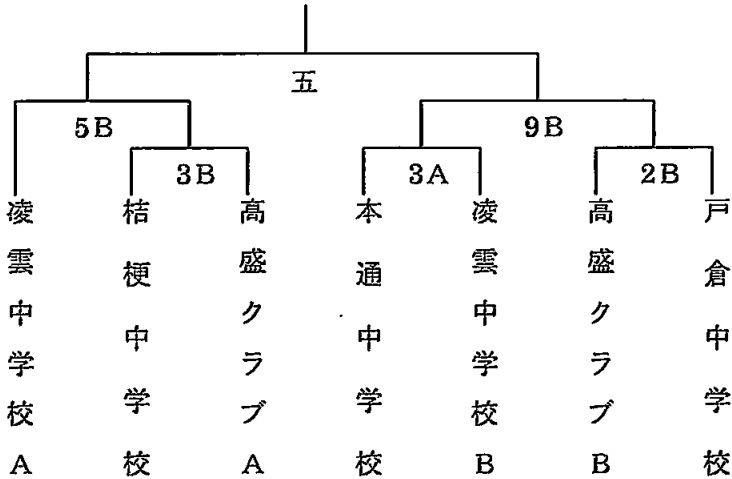 五
5B
9B
3B
3A
2B
凌雲中学校A
桔梗中学校
高盛クラブA
本通中学校
凌雲中学校B
高盛クラブB
戸倉中学校